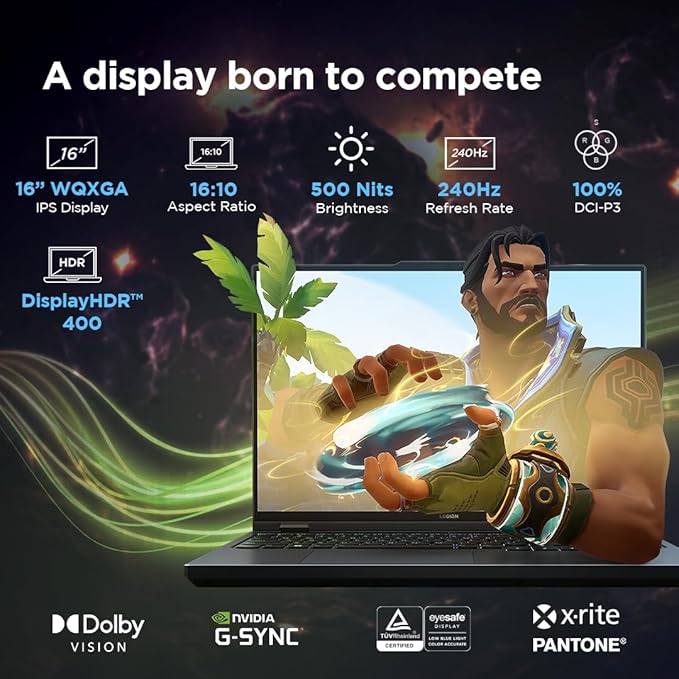 A display born to compete
16"
16:10
240Hz
S
R G
B
16” WQXGA
IPS Display
16:10
Aspect Ratio
500 Nits
Brightness
240Hz
Refresh Rate
100%
DCI-P3
HDR
DisplayHDR™
400
LEGION
Dolby
VISION
NVIDIA
G-SYNC
TÜVRheinland
CERTIFIED
eyesafe
DISPLAY
LOW BLUE LIGHT
COLOR ACCURATE
x-rite
PANTONE®